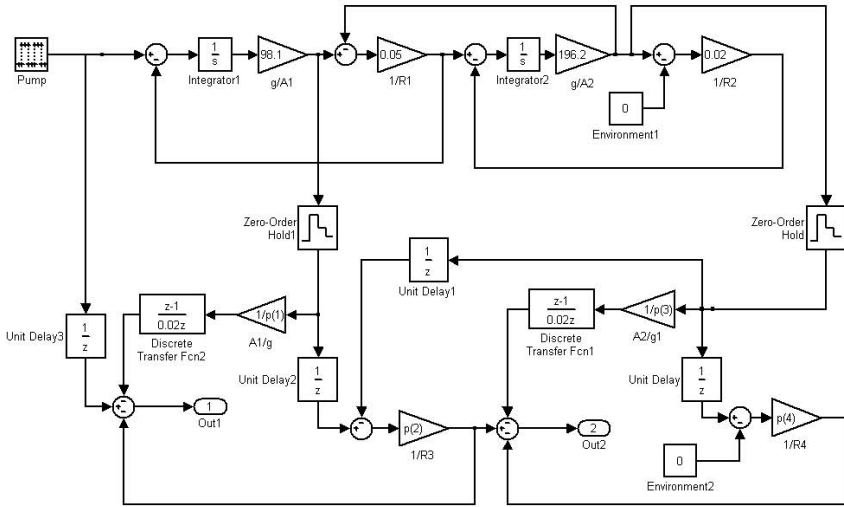 Pump
1
s
Integrator1
98.1
g/A1
0.05
1/R1
1
s
Integrator2
196.2
g/A2
0.02
1/R2
0
Environment1
Zero-Order
Hold1
Zero-Order
Hold
1
z
Unit Delay1
Unit Delay3
1
z
z-1
0.02z
Discrete
Transfer Fcn2
1/p(1)
A1/g
z-1
0.02z
Discrete
Transfer Fcn1
1/p(3)
A2/g1
Unit Delay2
1
z
Unit Delay
1
z
1
Out1
p(2)
1/R3
2
Out2
p(4)
1/R4
0
Environment2